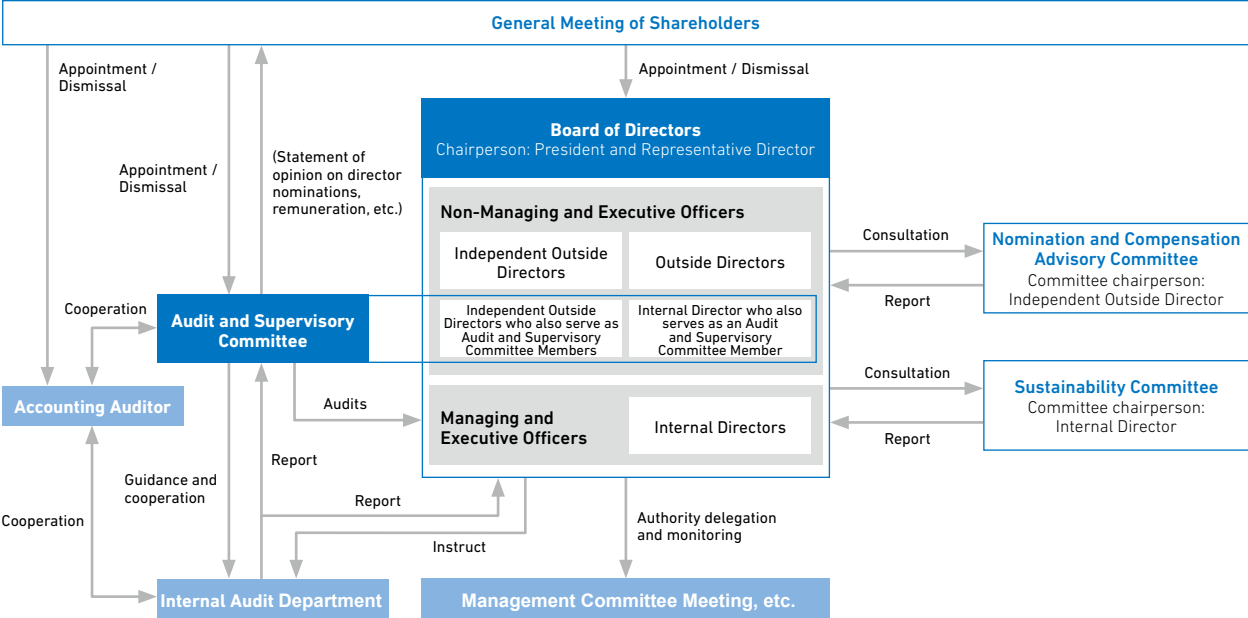 General Meeting of Shareholders
Appointment /
Dismissal
Appointment /
Dismissal
(Statement of
opinion on director
nominations,
remuneration, etc.)
Appointment / Dismissal
Board of Directors
Chairperson: President and Representative Director
Non-Managing and Executive Officers
Independent Outside
Directors
Outside Directors
Independent Outside
Directors who also serve as
Audit and Supervisory
Committee Members
Internal Director who also
serves as an Audit
and Supervisory
Committee Member
Managing and
Executive Officers
Internal Directors
Consultation
Report
Nomination and Compensation
Advisory Committee
Committee chairperson:
Independent Outside Director
Consultation
Report
Sustainability Committee
Committee chairperson:
Internal Director
Cooperation
Audit and Supervisory
Committee
Accounting Auditor
Audits
Guidance and
cooperation
Report
Cooperation
Report
Instruct
Authority delegation
and monitoring
Internal Audit Department
Management Committee Meeting, etc.